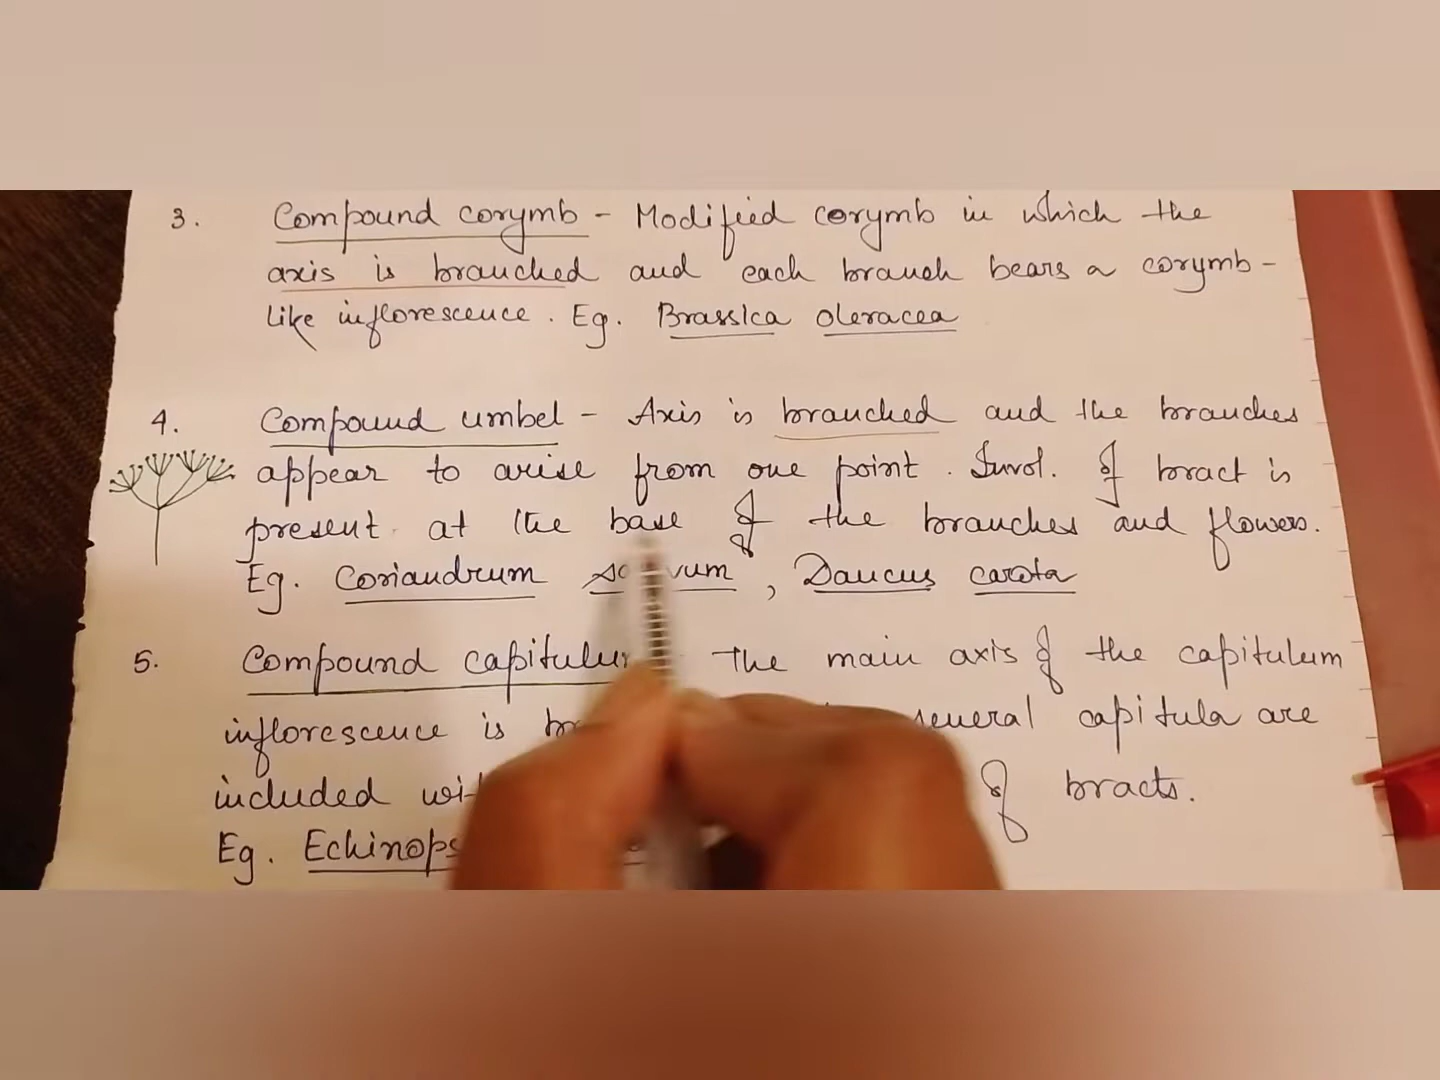 3. Compound corymb - Modified corymb in which the
axis is branched and each branch bears a corymb-
like inflorescence. Eg. Brassica oleracea
4. Compound umbel - Axis is branched and the branches
appear to arise from one point. Invol. of bract is
present at the base of the branches and flowers.
Eg. Coriandrum , Daucus carota
5. Compound The main axis of the capitulum
inflorescence is several capitula are
included of bracts.
Eg. Echinops